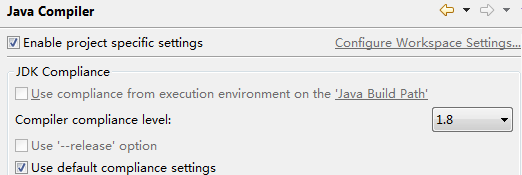 Java Compiler
Enable project specific settings Configure Workspace Settings...
JDK Compliance
Use compliance from execution environment on the 'Java Build Path'
Compiler compliance level: 1.8
Use '--release' option
Use default compliance settings